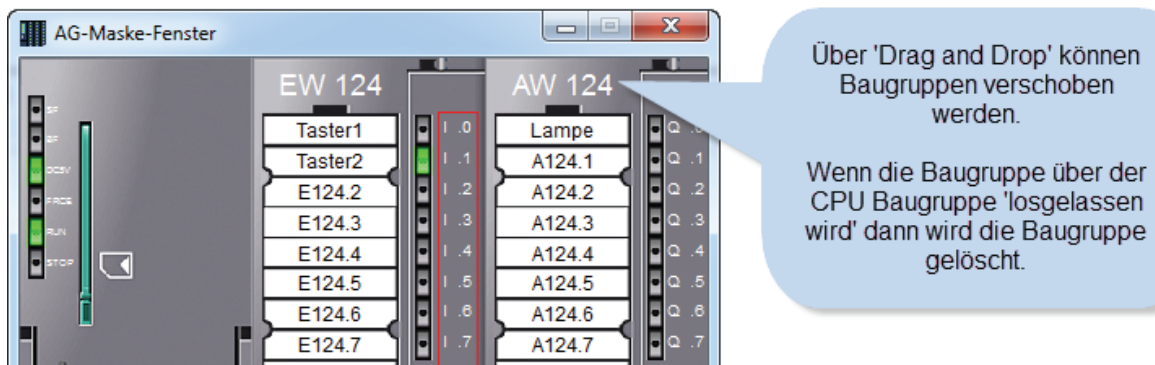 AG-Maske-Fenster
EW 124
AW 124
SF
BF
DC5V
FRCE
RUN
STOP
Taster1
Taster2
E124.2
E124.3
E124.4
E124.5
E124.6
E124.7
I .0
I .1
I .2
I .3
I .4
I .5
I .6
I .7
Lampe
A124.1
A124.2
A124.3
A124.4
A124.5
A124.6
A124.7
Q .0
Q .1
Q .2
Q .3
Q .4
Q .5
Q .6
Q .7
Über 'Drag and Drop' können
Baugruppen verschoben
werden.
Wenn die Baugruppe über der
CPU Baugruppe 'losgelassen
wird' dann wird die Baugruppe
gelöscht.